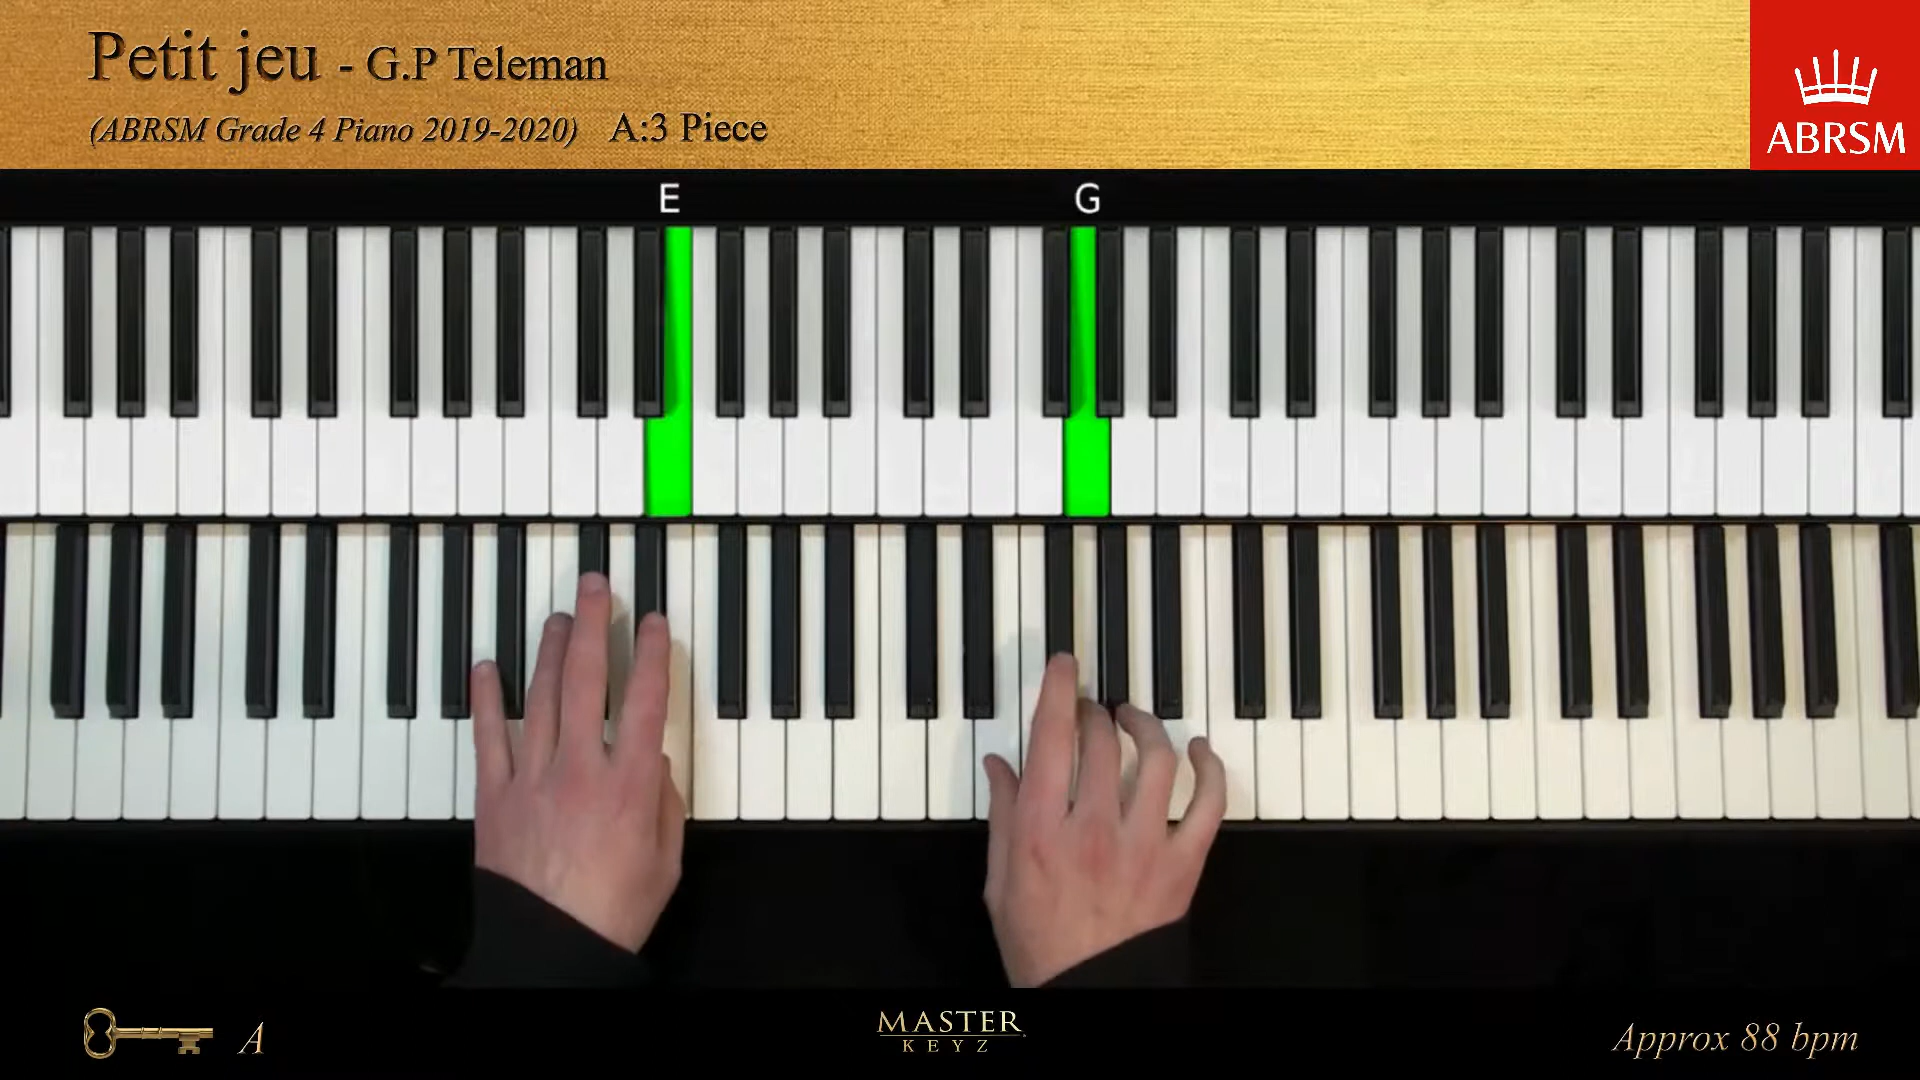 Petit jeu - G.P Teleman
(ABRSM Grade 4 Piano 2019-2020) A:3 Piece
ABRSM
E G
A
MASTER
KEYZ
Approx 88 bpm